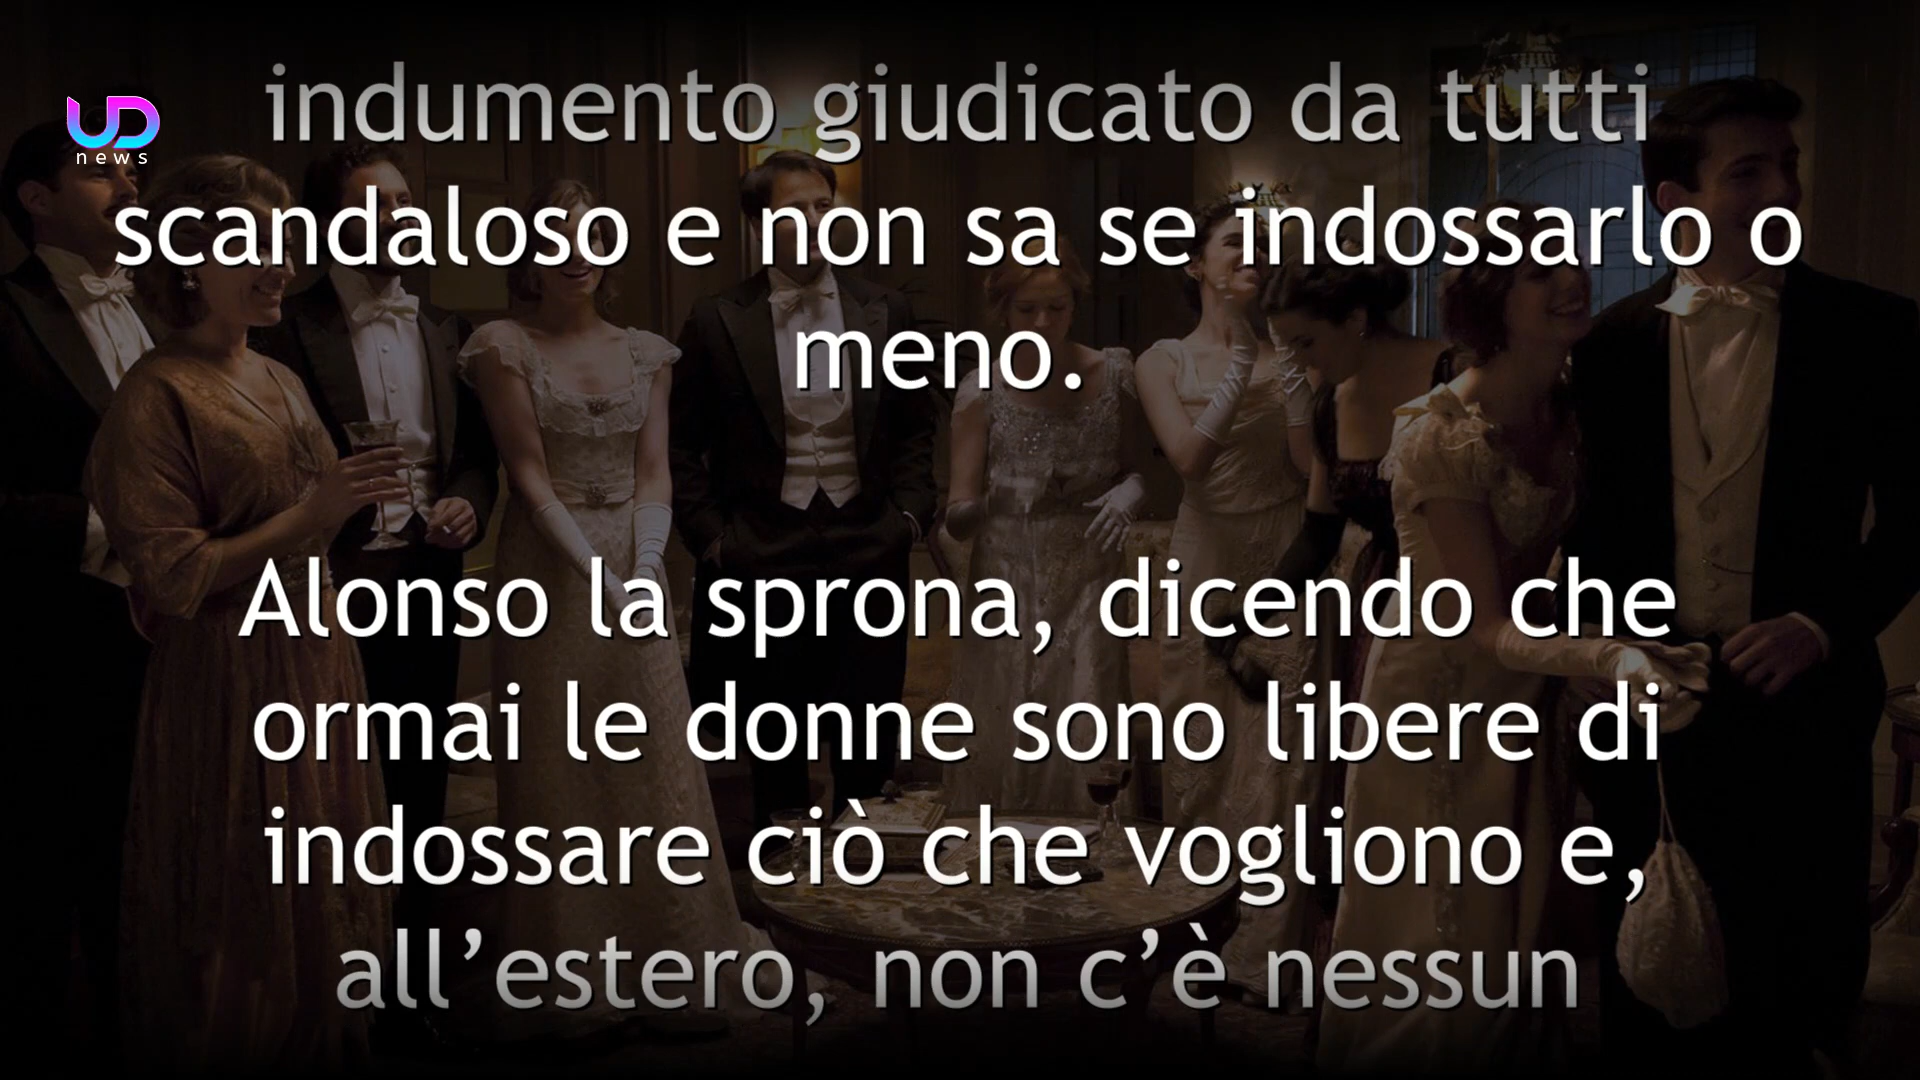 UD
news
indumento giudicato da tutti
scandaloso e non sa se indossarlo o
meno.
Alonso la sprona, dicendo che
ormai le donne sono libere di
indossare ciò che vogliono e,
all’estero, non c’è nessun